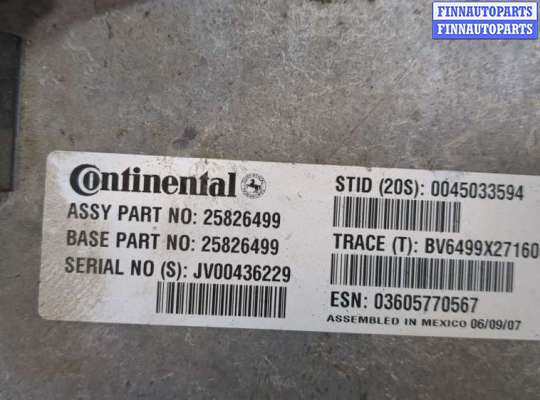 FINNAUTOPARTS
FINNAUTOPARTS
Continental
ASSY PART NO: 25826499
BASE PART NO: 25826499
SERIAL NO (S): JV00436229
STID (20S): 0045033594
TRACE (T): BV6499X27160
ESN: 03605770567
ASSEMBLED IN MEXICO 06/09/07